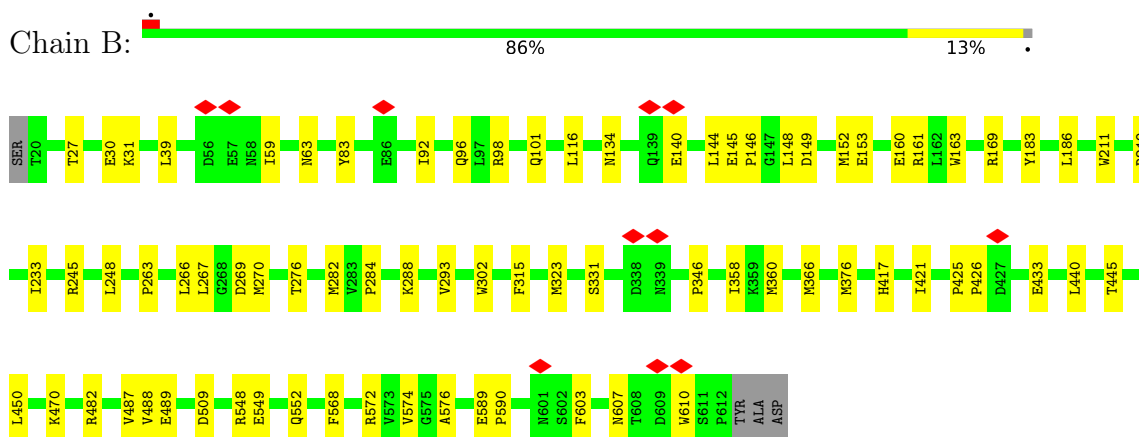 Chain B:
86%
13%
SER T20 T27 E30 K31 L39 D56 E57 N58 I59 N63 Y83 E86 I92 Q96 L97 R98 Q101 L116 N134 Q139 E140 L144 E145 P146 G147 L148 D149 M152 E153 E160 R161 L162 W163 R169 Y183 L186 W211
I233 R245 L248 P263 L266 L267 G268 D269 M270 T276 M282 V283 P284 K288 V293 W302 F315 M323 S331 D338 N339 P346 I358 K359 M360 M366 M376 H417 I421 P425 P426 D427 E433 L440 T445
L450 K470 R482 V487 V488 E489 D509 R548 E549 Q552 F568 R572 V573 V574 G575 A576 E589 P590 N601 S602 F603 N607 T608 D609 W610 S611 P612 TYR ALA ASP